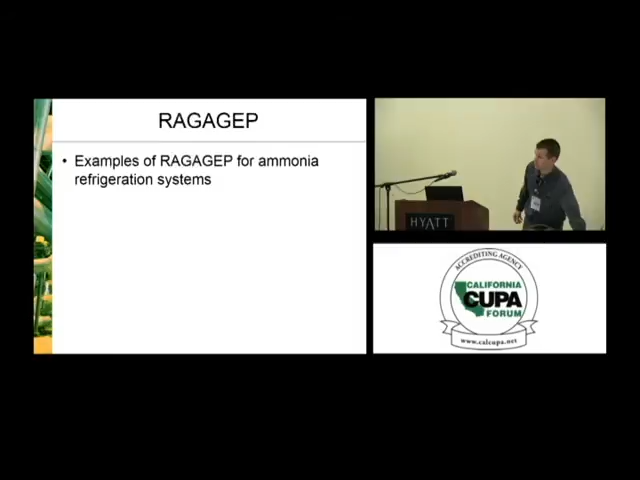 RAGAGEP
• Examples of RAGAGEP for ammonia
refrigeration systems
HYATT
ACCREDITING AGENCY
CALIFORNIA
CUPA
FORUM
www.calcupa.net